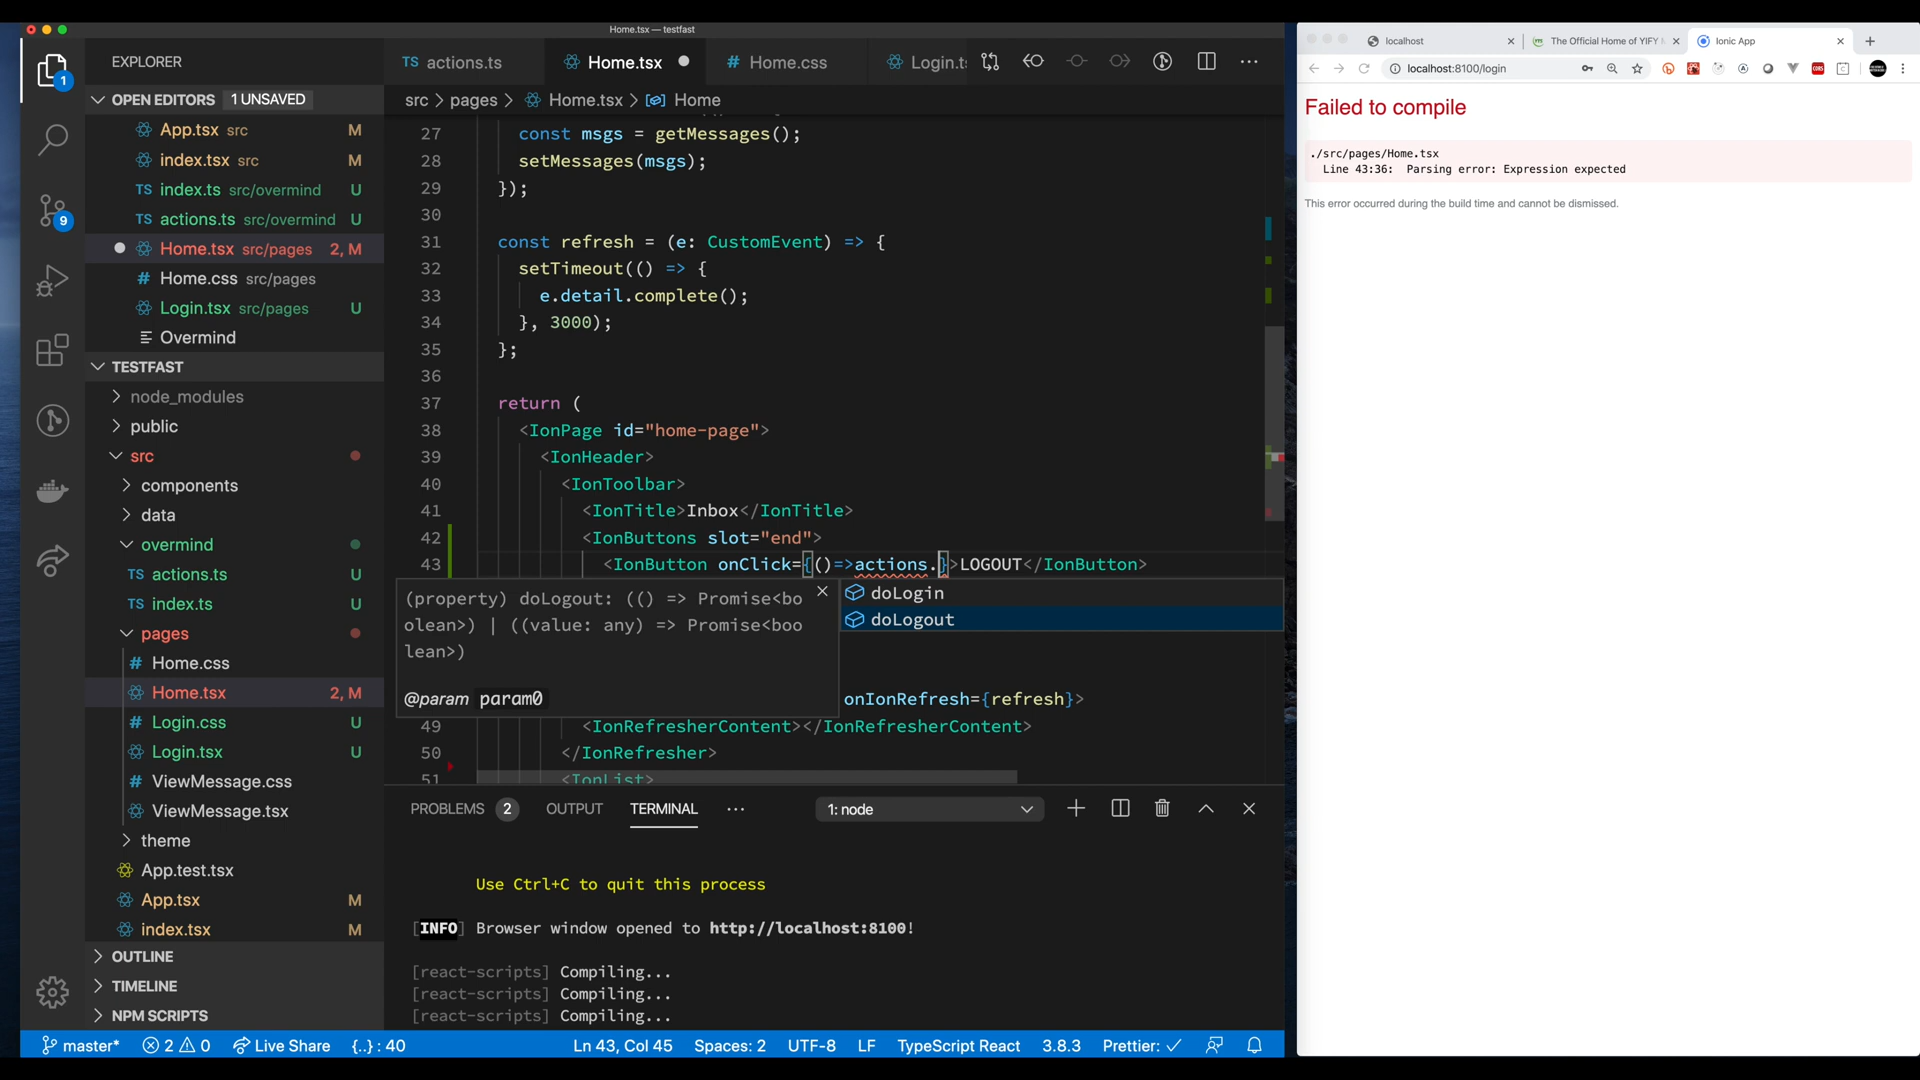 Home.tsx — testfast
EXPLORER
OPEN EDITORS 1 UNSAVED
App.tsx src M
index.tsx src M
TS index.ts src/overmind U
TS actions.ts src/overmind U
Home.tsx src/pages 2, M
# Home.css src/pages
Login.tsx src/pages U
Overmind
TESTFAST
node_modules
public
src
components
data
overmind
TS actions.ts U
TS index.ts U
pages
# Home.css
Home.tsx 2, M
# Login.css U
Login.tsx U
# ViewMessage.css
ViewMessage.tsx
theme
App.test.tsx
App.tsx M
index.tsx M
OUTLINE
TIMELINE
NPM SCRIPTS
1
9
TS actions.ts
Home.tsx
# Home.css
Login.ts
src > pages > Home.tsx > Home
27 const msgs = getMessages();
28 setMessages(msgs);
29 });
30
31 const refresh = (e: CustomEvent) => {
32 setTimeout(() => {
33 e.detail.complete();
34 }, 3000);
35 };
36
37 return (
38 <IonPage id="home-page">
39 <IonHeader>
40 <IonToolbar>
41 <IonTitle>Inbox</IonTitle>
42 <IonButtons slot="end">
43 <IonButton onClick={()=>actions.}>LOGOUT</IonButton>
(property) doLogout: (() => Promise<bo
olean>) | ((value: any) => Promise<boo
lean>)
@param param0
doLogin
doLogout
onIonRefresh={refresh}>
49 <IonRefresherContent></IonRefresherContent>
50 </IonRefresher>
51 <IonList>
PROBLEMS 2 OUTPUT TERMINAL ··· 1: node
Use Ctrl+C to quit this process
[INFO] Browser window opened to http://localhost:8100!
[react-scripts] Compiling...
[react-scripts] Compiling...
[react-scripts] Compiling...
master* 2 0 Live Share {..} : 40 Ln 43, Col 45 Spaces: 2 UTF-8 LF TypeScript React 3.8.3 Prettier: ✓
localhost
The Official Home of YIFY
Ionic App
localhost:8100/login
Failed to compile
./src/pages/Home.tsx
Line 43:36: Parsing error: Expression expected
This error occurred during the build time and cannot be dismissed.